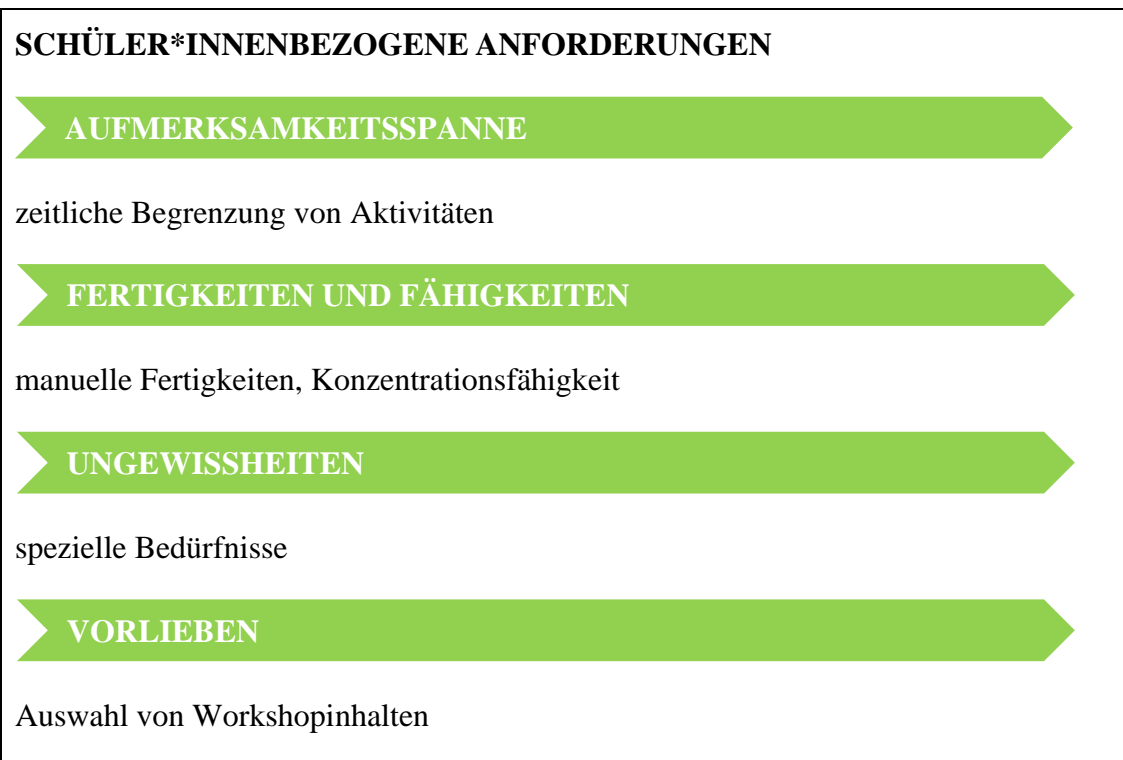 SCHÜLER*INNENBEZOGENE ANFORDERUNGEN
AUFMERKSAMKEITSSPANNE
zeitliche Begrenzung von Aktivitäten
FERTIGKEITEN UND FÄHIGKEITEN
manuelle Fertigkeiten, Konzentrationsfähigkeit
UNGEWISSHEITEN
spezielle Bedürfnisse
VORLIEBEN
Auswahl von Workshopinhalten